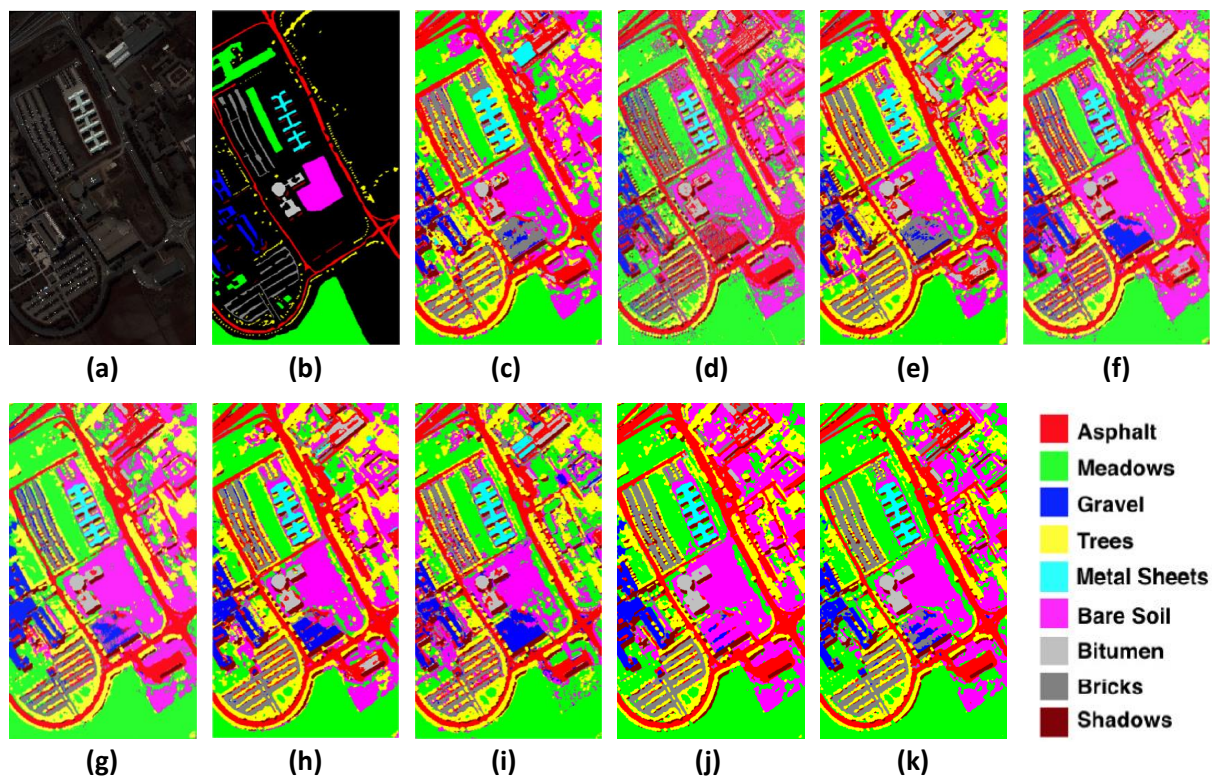 (a) (b) (c) (d) (e) (f)
Asphalt
Meadows
Gravel
Trees
Metal Sheets
Bare Soil
Bitumen
Bricks
Shadows
(g) (h) (i) (j) (k)